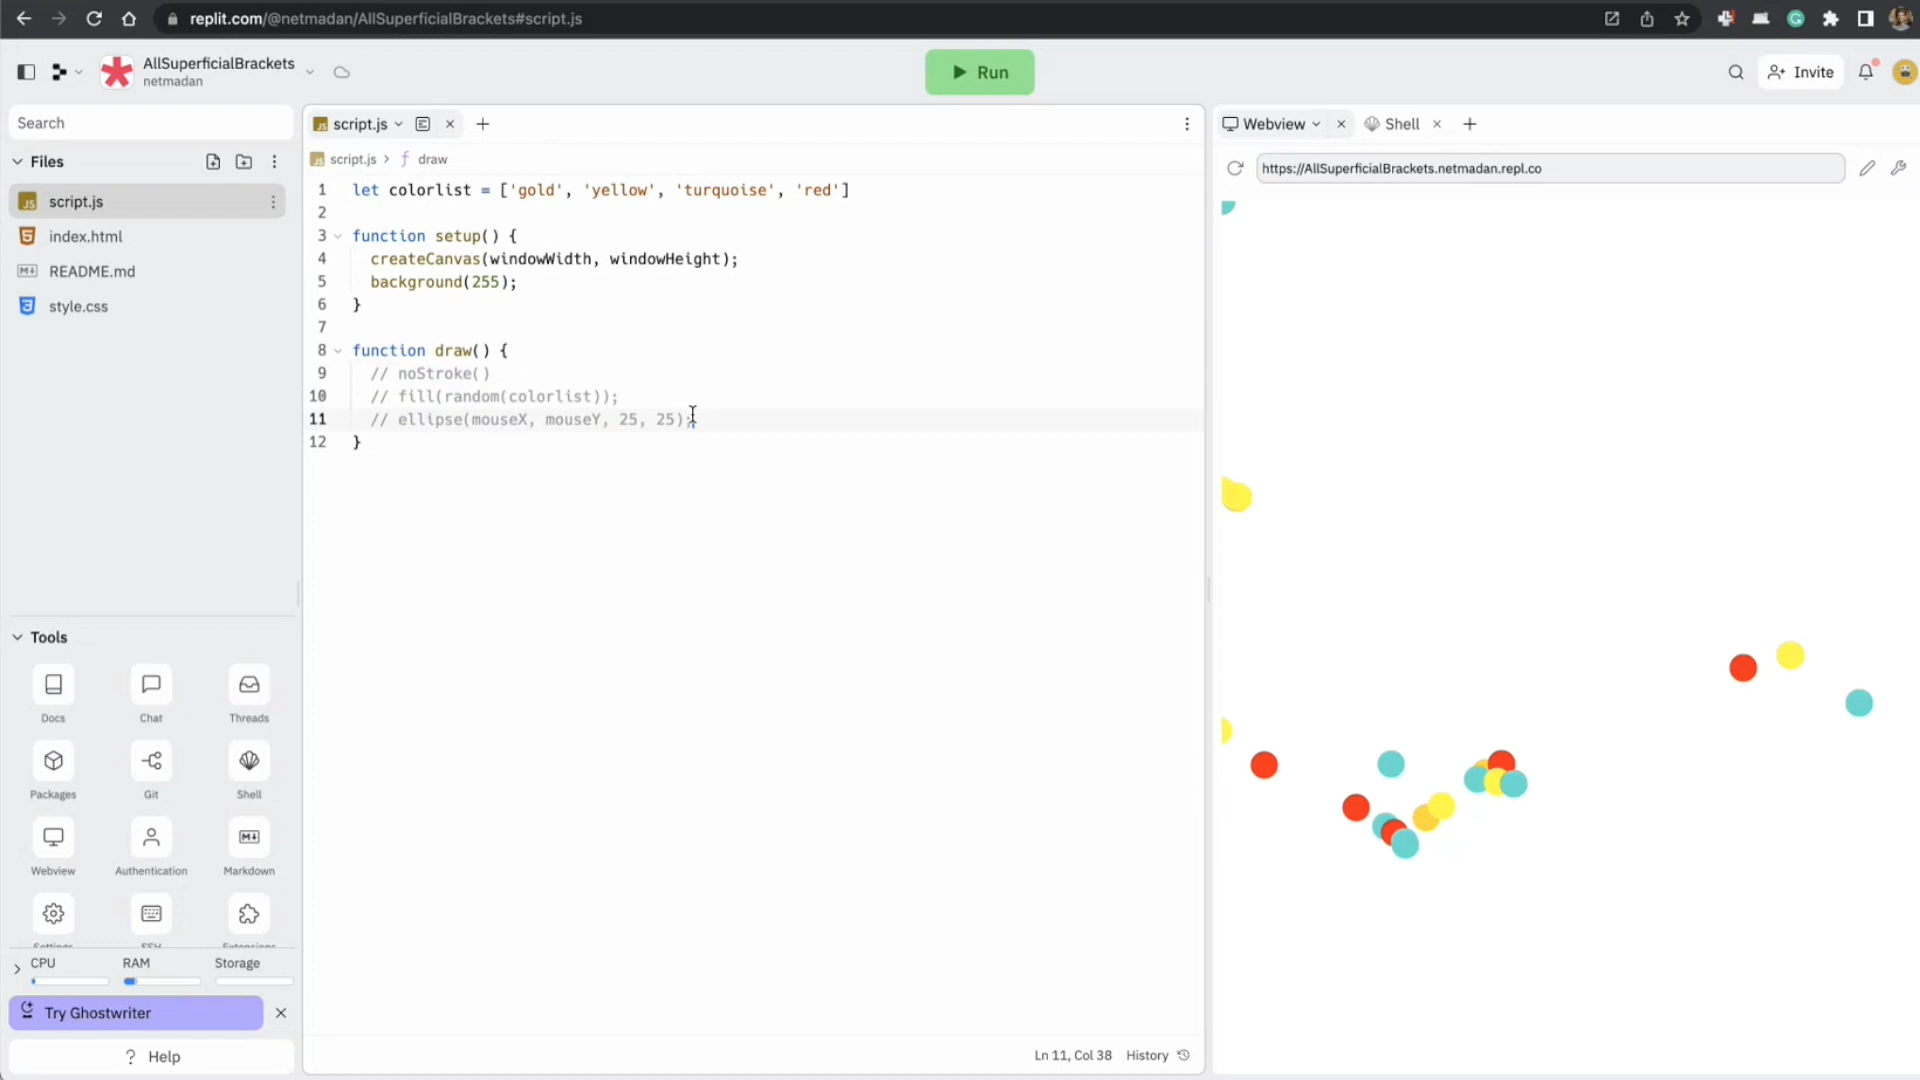 replit.com/@netmadan/AllSuperficialBrackets#script.js
AllSuperficialBrackets
netmadan
Run
Invite
Search
Files
script.js
index.html
README.md
style.css
Tools
Docs
Chat
Threads
Packages
Git
Shell
Webview
Authentication
Markdown
Settings
SSH
Extensions
CPU
RAM
Storage
Try Ghostwriter
? Help
script.js
script.js > ƒ draw
1 let colorlist = ['gold', 'yellow', 'turquoise', 'red']
2
3 function setup() {
4 createCanvas(windowWidth, windowHeight);
5 background(255);
6 }
7
8 function draw() {
9 // noStroke()
10 // fill(random(colorlist));
11 // ellipse(mouseX, mouseY, 25, 25);
12 }
Ln 11, Col 38 History
Webview
Shell
https://AllSuperficialBrackets.netmadan.repl.co